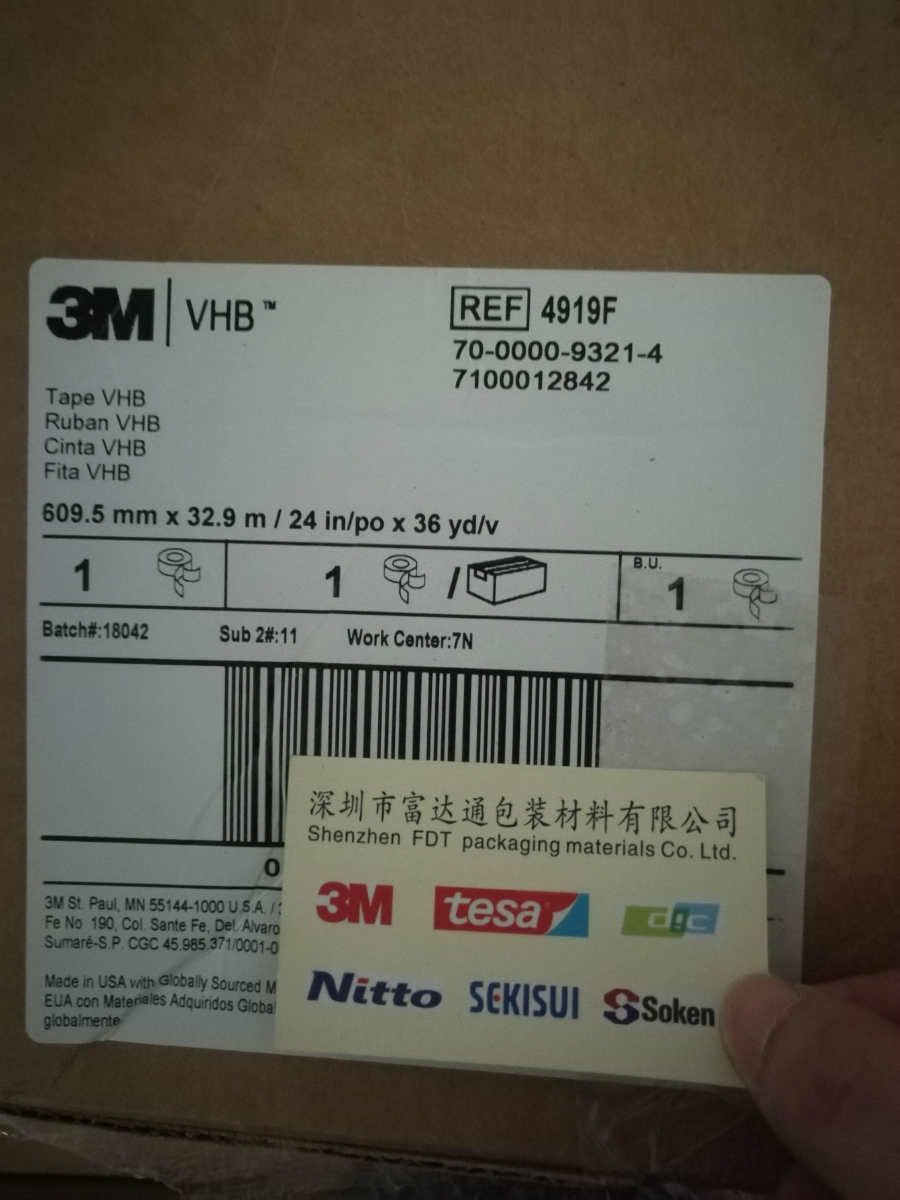 3M VHB™
REF 4919F
70-0000-9321-4
7100012842
Tape VHB
Ruban VHB
Cinta VHB
Fita VHB
609.5 mm x 32.9 m / 24 in/po x 36 yd/v
1 1 / B.U. 1
Batch#:18042 Sub 2#:11 Work Center:7N
0
3M St. Paul, MN 55144-1000 U.S.A. /
Fe No 190, Col. Sante Fe, Del. Alvaro
Sumaré-S.P. CGC 45.985.371/0001-0
Made in USA with Globally Sourced M
EUA con Materiales Adquiridos Global
globalmente
深圳市富达通包装材料有限公司
Shenzhen FDT packaging materials Co. Ltd.
3M tesa dic
Nitto SEKISUI Soken